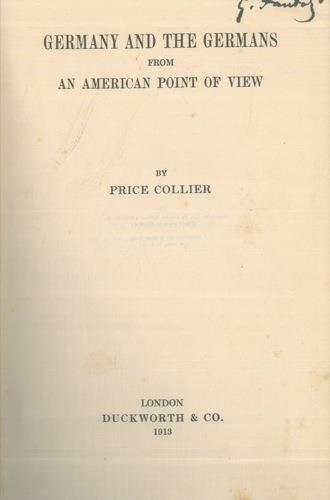 GERMANY AND THE GERMANS
FROM
AN AMERICAN POINT OF VIEW
BY
PRICE COLLIER
LONDON
DUCKWORTH & CO.
1913